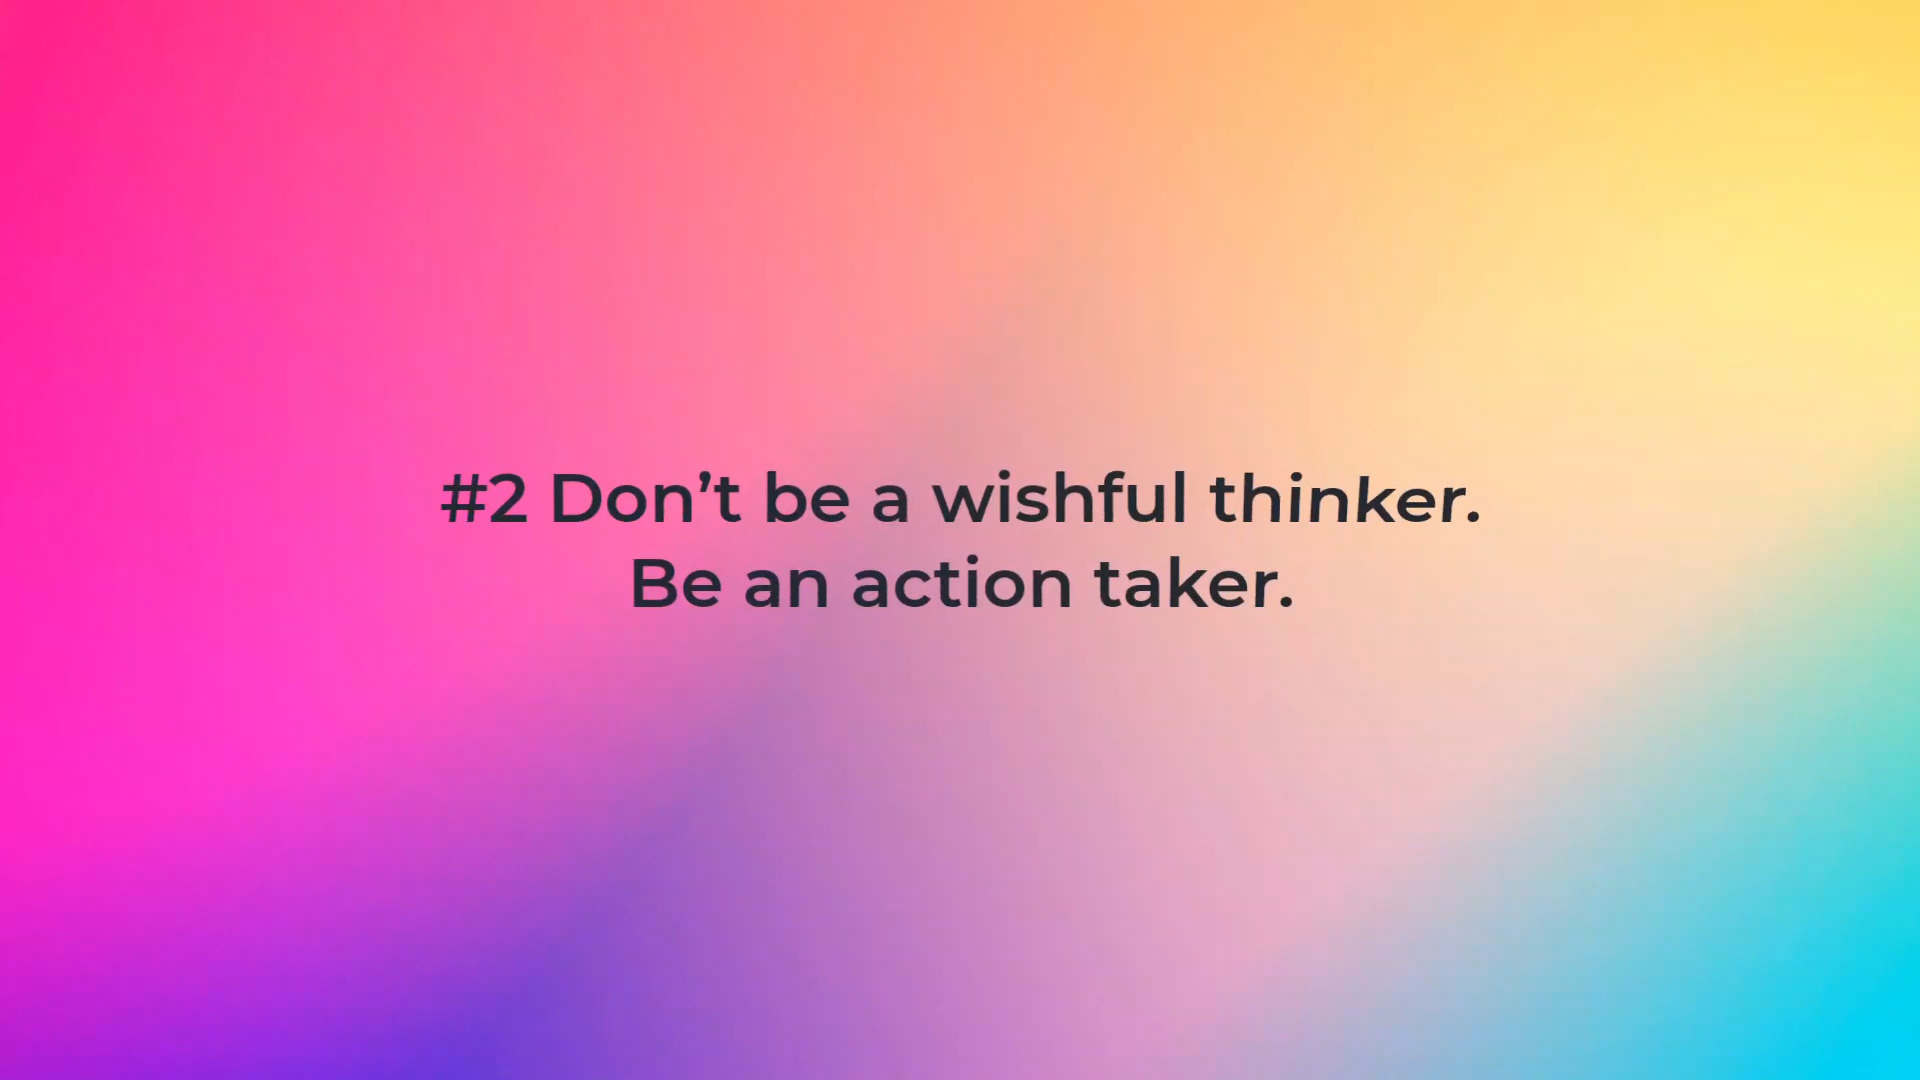 #2 Don’t be a wishful thinker.
Be an action taker.